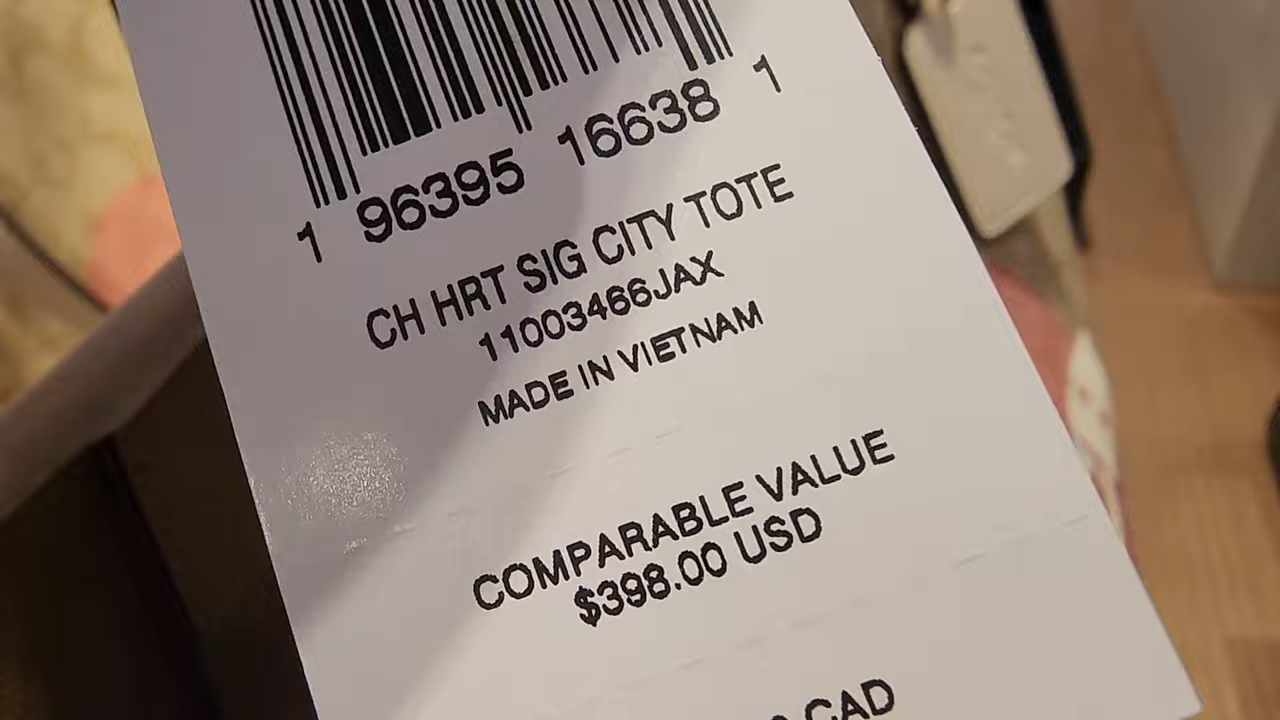 1 96395 16638 1
CH HRT SIG CITY TOTE
11003466JAX
MADE IN VIETNAM
COMPARABLE VALUE
$398.00 USD
CAD